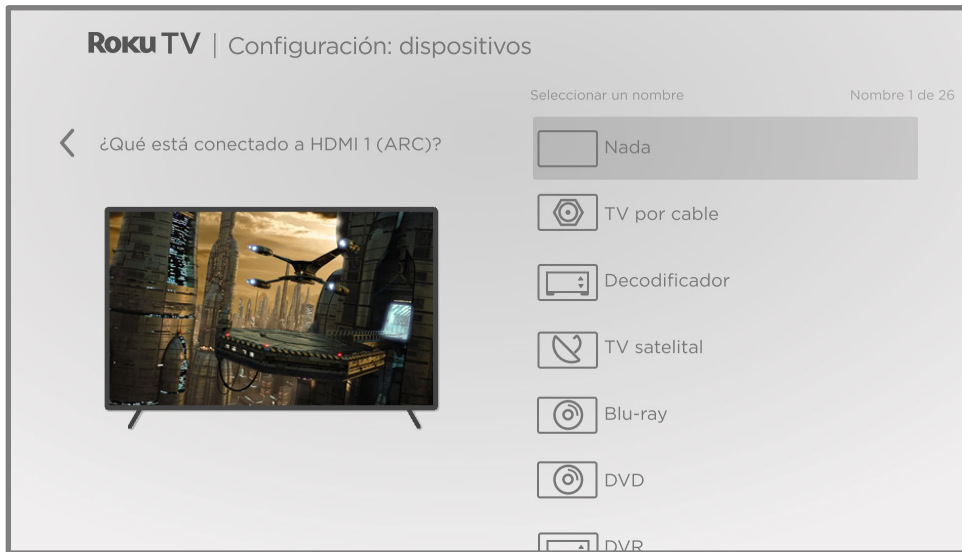 Roku TV | Configuración: dispositivos
Seleccionar un nombre
Nombre 1 de 26
¿Qué está conectado a HDMI 1 (ARC)?
Nada
TV por cable
Decodificador
TV satelital
Blu-ray
DVD
DVR